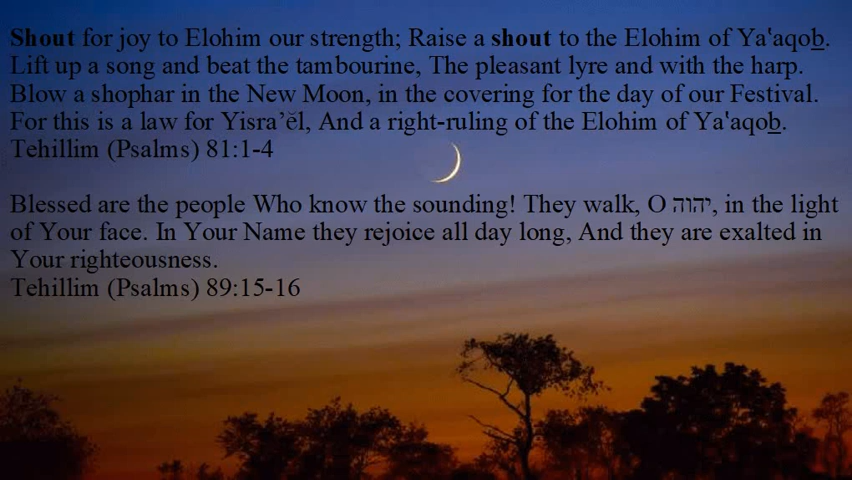 Shout for joy to Elohim our strength; Raise a shout to the Elohim of Ya‛aqoḇ.
Lift up a song and beat the tambourine, The pleasant lyre and with the harp.
Blow a shophar in the New Moon, in the covering for the day of our Festival.
For this is a law for Yisra’ĕl, And a right-ruling of the Elohim of Ya‛aqoḇ.
Tehillim (Psalms) 81:1-4
Blessed are the people Who know the sounding! They walk, O יהוה, in the light
of Your face. In Your Name they rejoice all day long, And they are exalted in
Your righteousness.
Tehillim (Psalms) 89:15-16